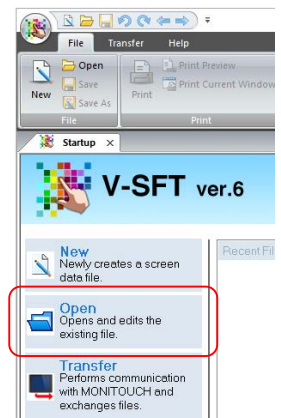 File Transfer Help
New Open Print Print Preview
Save Print Current Window
Save As
File Print
Startup ×
V-SFT ver.6
New
Newly creates a screen
data file.
Recent Fil
Open
Opens and edits the
existing file.
Transfer
Performs communication
with MONITOUCH and
exchanges files.